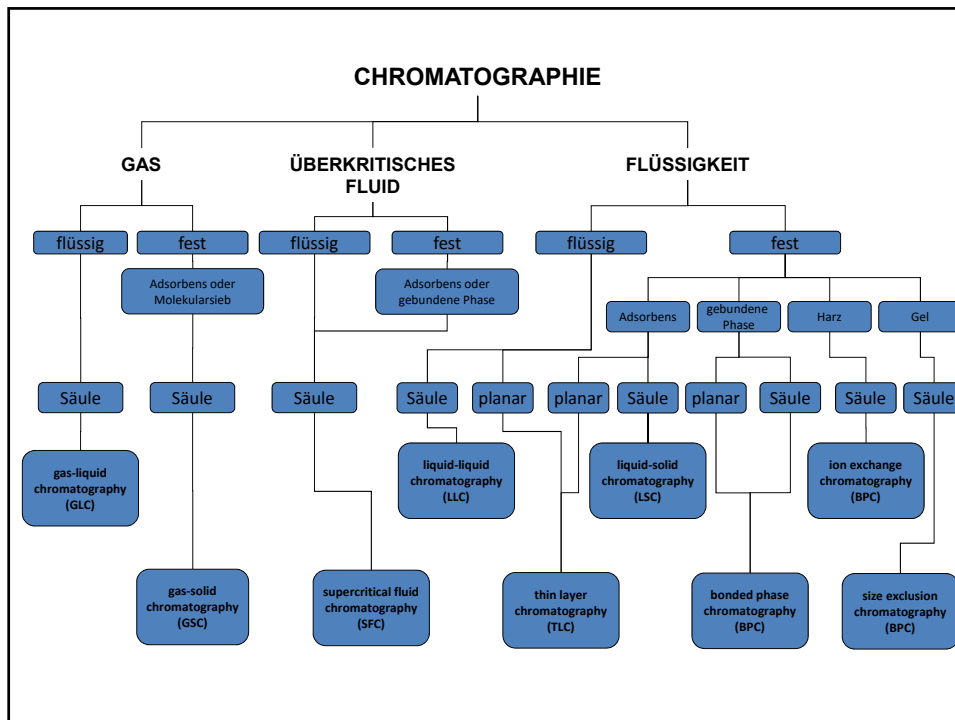 CHROMATOGRAPHIE
GAS
ÜBERKRITISCHES
FLUID
FLÜSSIGKEIT
flüssig
fest
flüssig
fest
flüssig
fest
Adsorbens oder
Molekularsieb
Adsorbens oder
gebundene Phase
Adsorbens
gebundene
Phase
Harz
Gel
Säule
Säule
Säule
Säule
planar
planar
Säule
planar
Säule
Säule
Säule
gas-liquid
chromatography
(GLC)
liquid-liquid
chromatography
(LLC)
liquid-solid
chromatography
(LSC)
ion exchange
chromatography
(BPC)
gas-solid
chromatography
(GSC)
supercritical fluid
chromatography
(SFC)
thin layer
chromatography
(TLC)
bonded phase
chromatography
(BPC)
size exclusion
chromatography
(BPC)